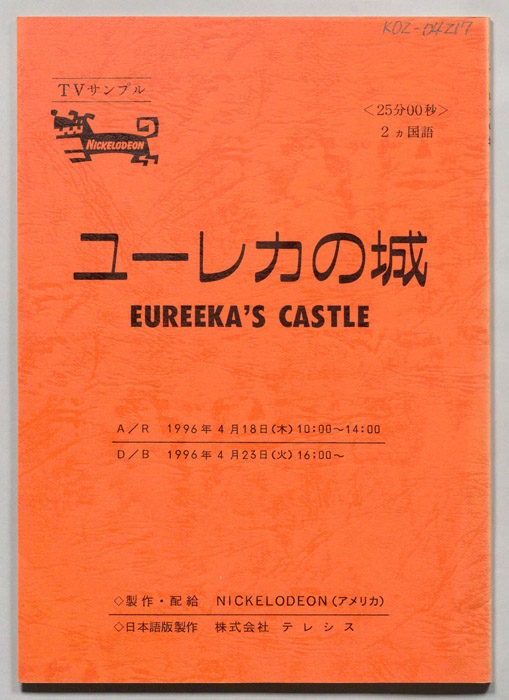 KDZ-54217
TVサンプル
NICKELODEON
<25分00秒>
2ヵ国語
ユーレカの城
EUREEKA'S CASTLE
A/R 1996年4月18日(木)10:00~14:00
D/B 1996年4月23日(火)16:00~
◇製作・配給 NICKELODEON(アメリカ)
◇日本語版製作 株式会社 テレシス